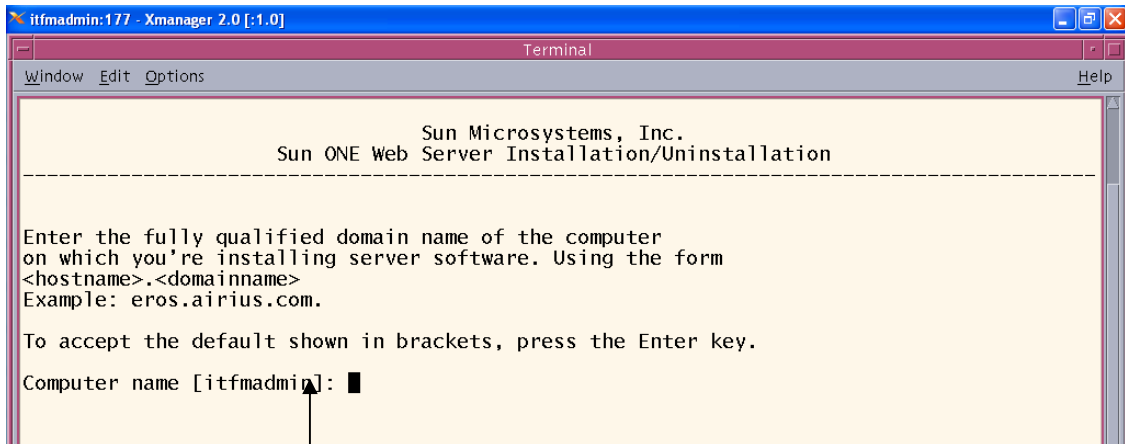 itfmadmin:177 - Xmanager 2.0 [:1.0]
Terminal
Window Edit Options Help
Sun Microsystems, Inc.
Sun ONE Web Server Installation/Uninstallation
--------------------------------------------------------------------------------
Enter the fully qualified domain name of the computer
on which you're installing server software. Using the form
<hostname>.<domainname>
Example: eros.airius.com.
To accept the default shown in brackets, press the Enter key.
Computer name [itfmadmin]: